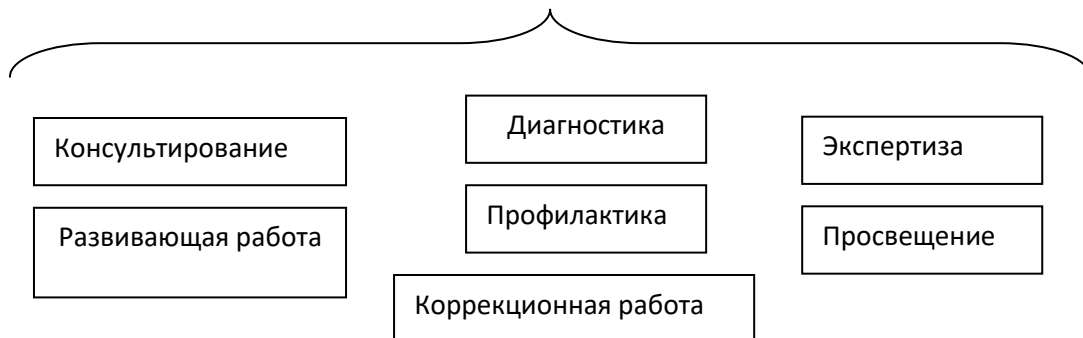 Консультирование
Диагностика
Экспертиза
Развивающая работа
Профилактика
Просвещение
Коррекционная работа